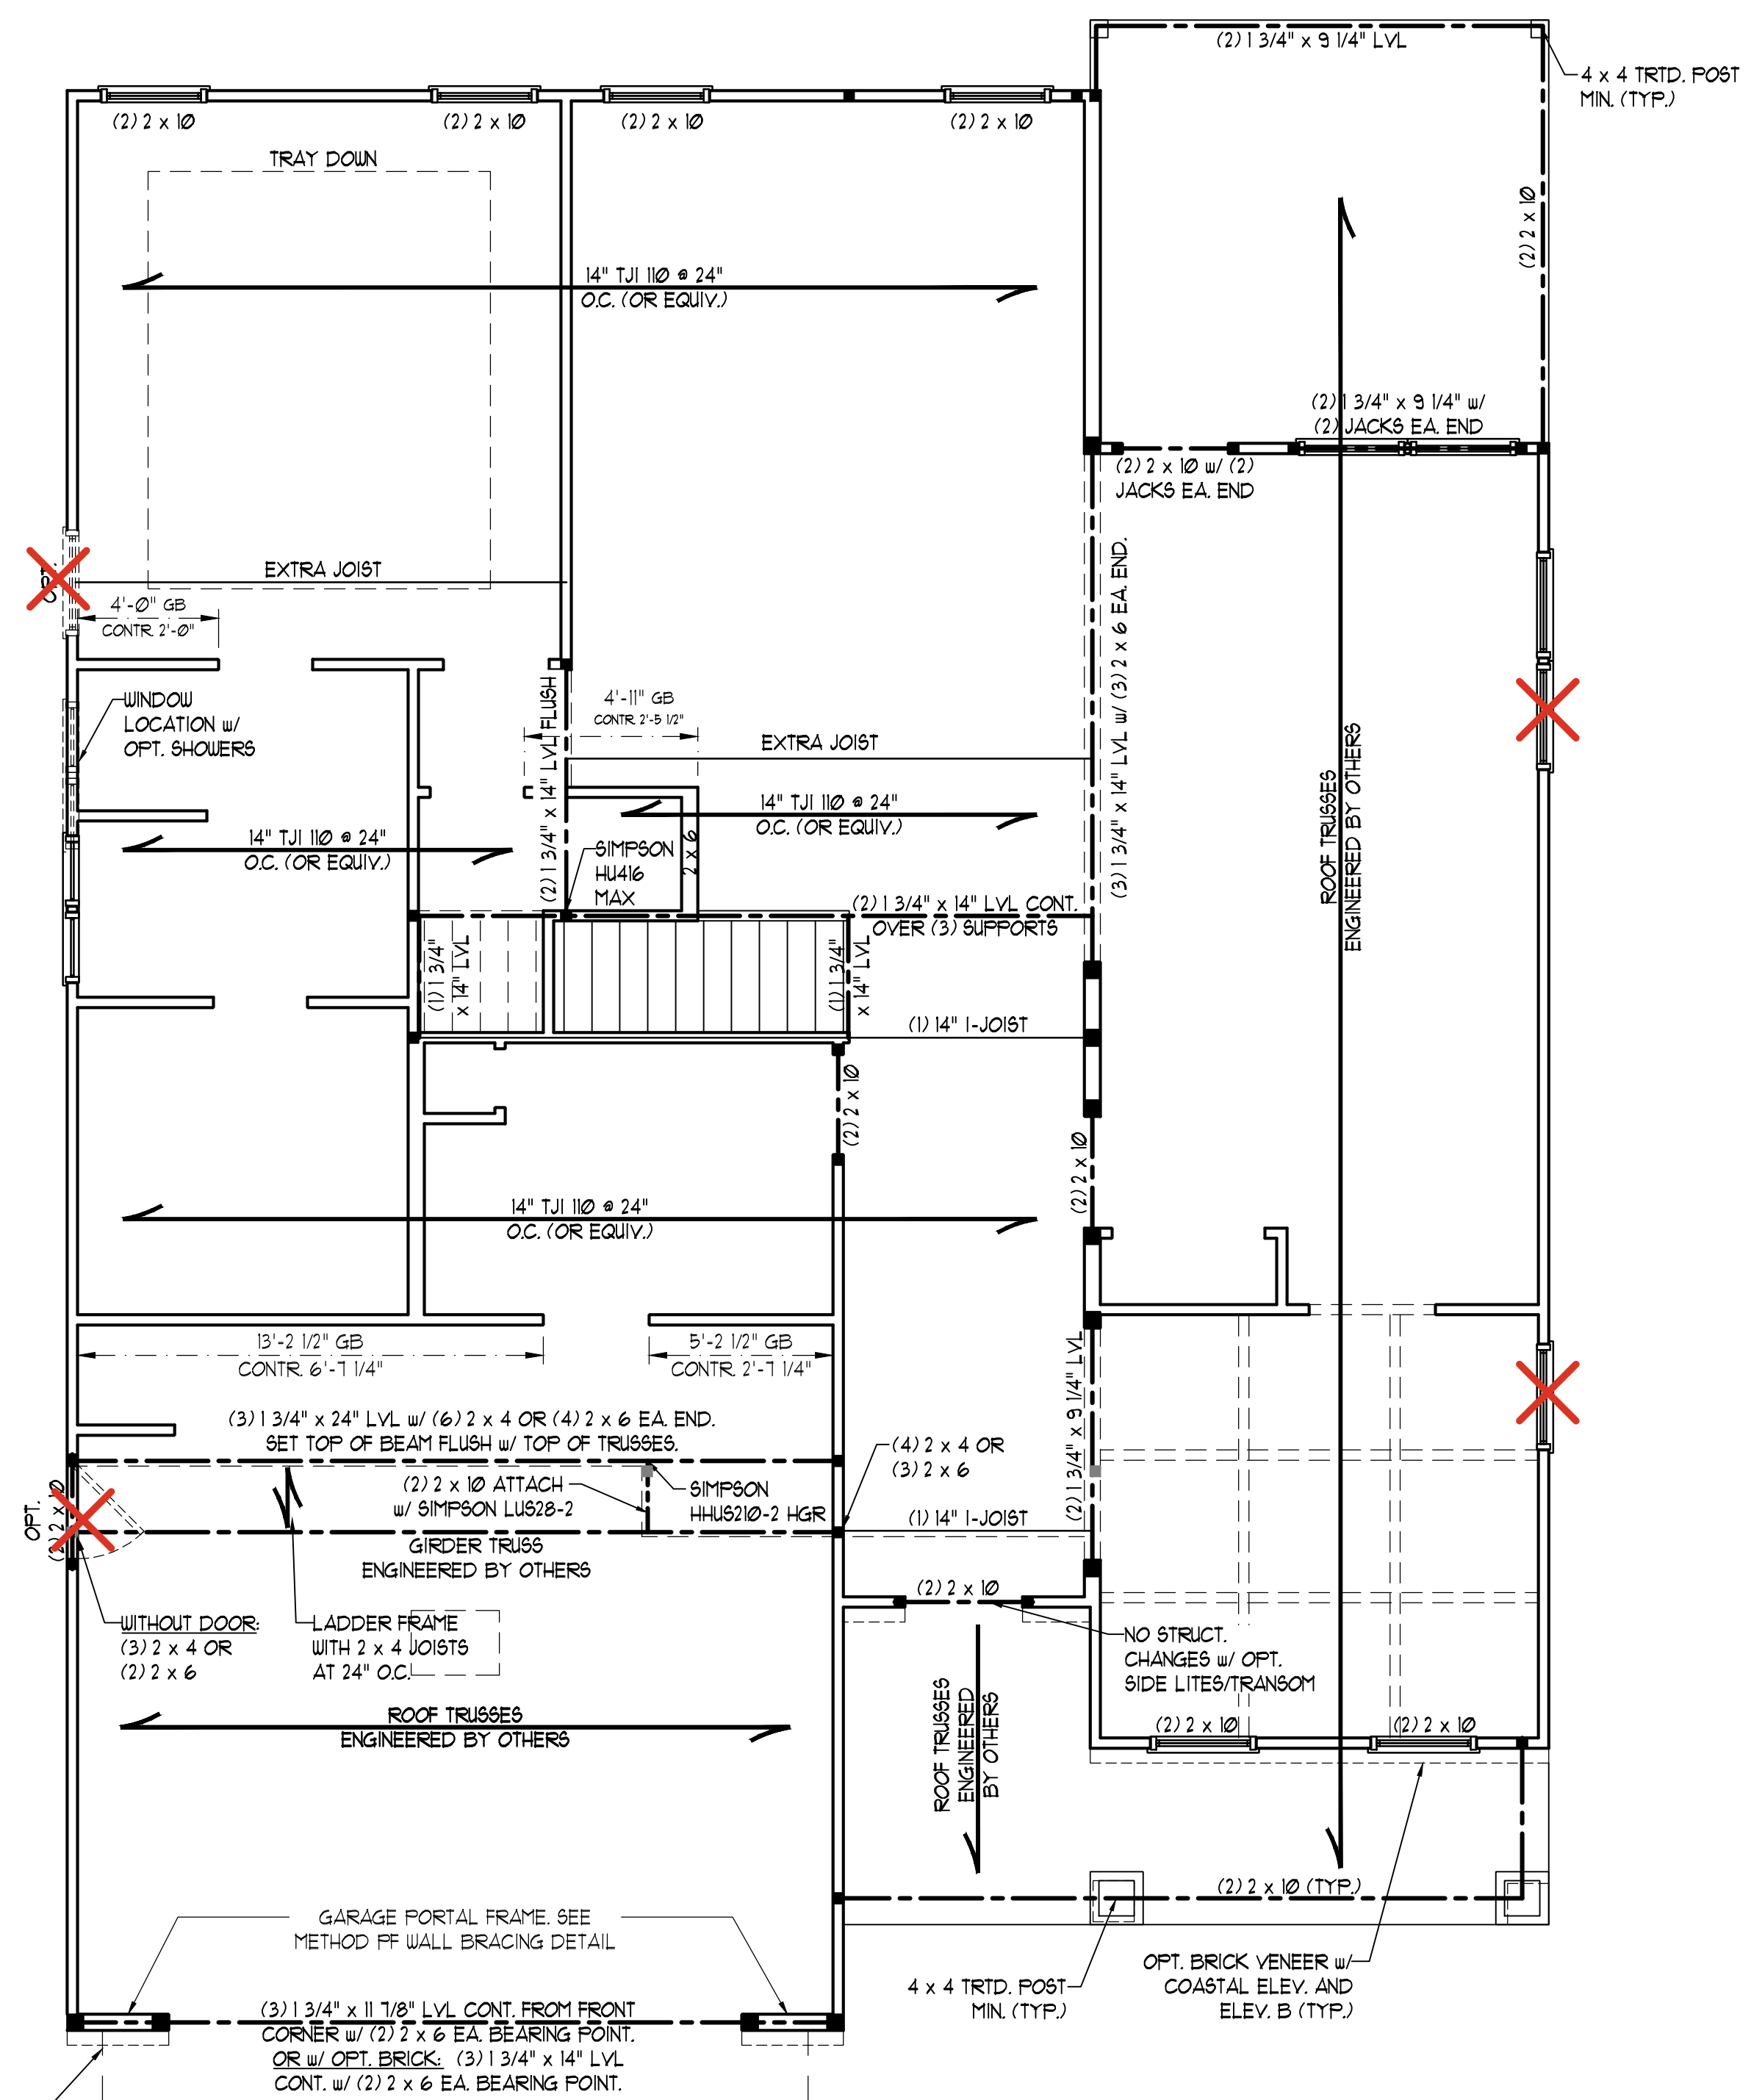 (2) 1 3/4" x 9 1/4" LVL
4 x 4 TRTD. POST
MIN. (TYP.)
(2) 2 x 10
(2) 2 x 10
(2) 2 x 10
(2) 2 x 10
TRAY DOWN
(2) 2 x 10
14" TJI 110 @ 24"
O.C. (OR EQUIV.)
(2) 1 3/4" x 9 1/4" w/
(2) JACKS EA. END
(2) 2 x 10 w/ (2)
JACKS EA. END
EXTRA JOIST
4'-0" GB
CONTR. 2'-0"
(3) 1 3/4" x 14" LVL w/ (3) 2 x 6 EA. END.
WINDOW
LOCATION w/
OPT. SHOWERS
(2) 1 3/4" x 14" LVL FLUSH
4'-11" GB
CONTR. 2'-5 1/2"
EXTRA JOIST
14" TJI 110 @ 24"
O.C. (OR EQUIV.)
14" TJI 110 @ 24"
O.C. (OR EQUIV.)
SIMPSON
HU416
MAX
2 x 6
ROOF TRUSSES
ENGINEERED BY OTHERS
(2) 1 3/4" x 14" LVL CONT.
OVER (3) SUPPORTS
(1) 1 3/4"
x 14" LVL
(1) 1 3/4"
x 14" LVL
(1) 14" I-JOIST
(2) 2 x 10
(2) 2 x 10
14" TJI 110 @ 24"
O.C. (OR EQUIV.)
13'-2 1/2" GB
CONTR. 6'-7 1/4"
5'-2 1/2" GB
CONTR. 2'-7 1/4"
(2) 1 3/4" x 9 1/4" LVL
(3) 1 3/4" x 24" LVL w/ (6) 2 x 4 OR (4) 2 x 6 EA. END.
SET TOP OF BEAM FLUSH w/ TOP OF TRUSSES.
(4) 2 x 4 OR
(3) 2 x 6
OPT.
(2) 2 x 10
(2) 2 x 10 ATTACH
w/ SIMPSON LUS28-2
SIMPSON
HHUS210-2 HGR
(1) 14" I-JOIST
GIRDER TRUSS
ENGINEERED BY OTHERS
(2) 2 x 10
WITHOUT DOOR:
(3) 2 x 4 OR
(2) 2 x 6
LADDER FRAME
WITH 2 x 4 JOISTS
AT 24" O.C.
NO STRUCT.
CHANGES w/ OPT.
SIDE LITES/TRANSOM
ROOF TRUSSES
ENGINEERED BY OTHERS
ROOF TRUSSES
ENGINEERED
BY OTHERS
(2) 2 x 10
(2) 2 x 10
(2) 2 x 10 (TYP.)
GARAGE PORTAL FRAME. SEE
METHOD PF WALL BRACING DETAIL
4 x 4 TRTD. POST
MIN. (TYP.)
OPT. BRICK VENEER w/
COASTAL ELEV. AND
ELEV. B (TYP.)
(3) 1 3/4" x 11 7/8" LVL CONT. FROM FRONT
CORNER w/ (2) 2 x 6 EA. BEARING POINT.
OR w/ OPT. BRICK: (3) 1 3/4" x 14" LVL
CONT. w/ (2) 2 x 6 EA. BEARING POINT.